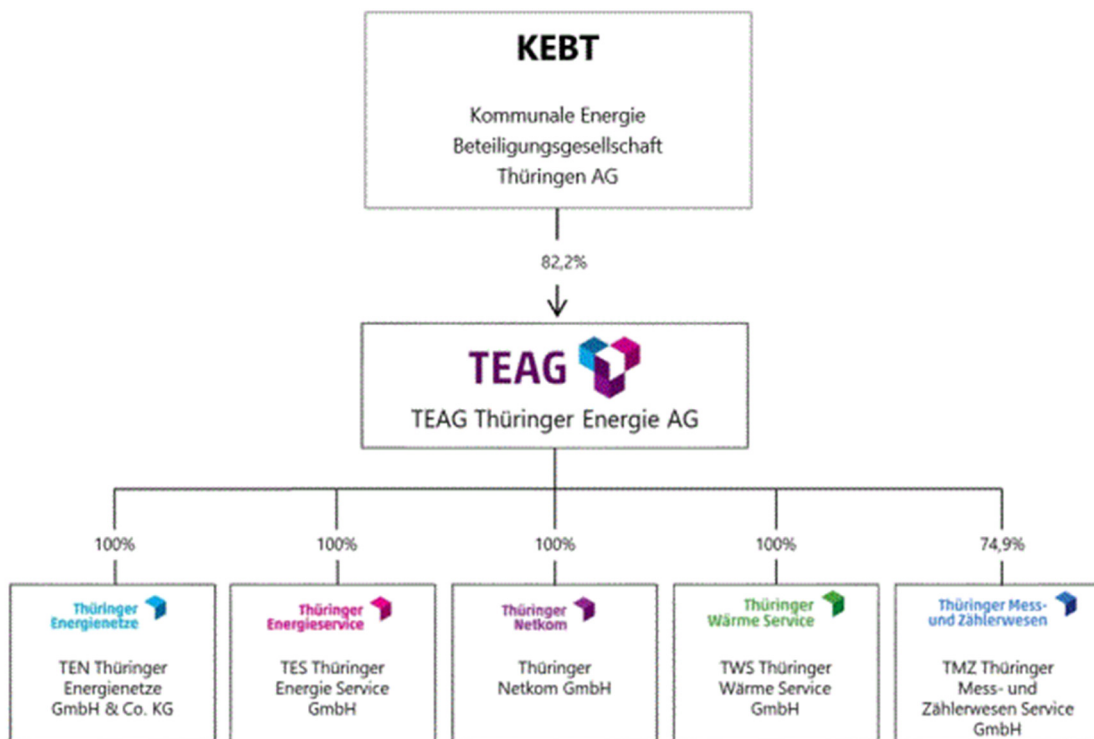 KEBT
Kommunale Energie
Beteiligungsgesellschaft
Thüringen AG
82,2%
TEAG
TEAG Thüringer Energie AG
100%
100%
100%
100%
74,9%
Thüringer
Energienetze
TEN Thüringer
Energienetze
GmbH & Co. KG
Thüringer
Energieservice
TES Thüringer
Energie Service
GmbH
Thüringer
Netkom
Thüringer
Netkom GmbH
Thüringer
Wärme Service
TWS Thüringer
Wärme Service
GmbH
Thüringer Mess-
und Zählerwesen
TMZ Thüringer
Mess- und
Zählerwesen Service
GmbH